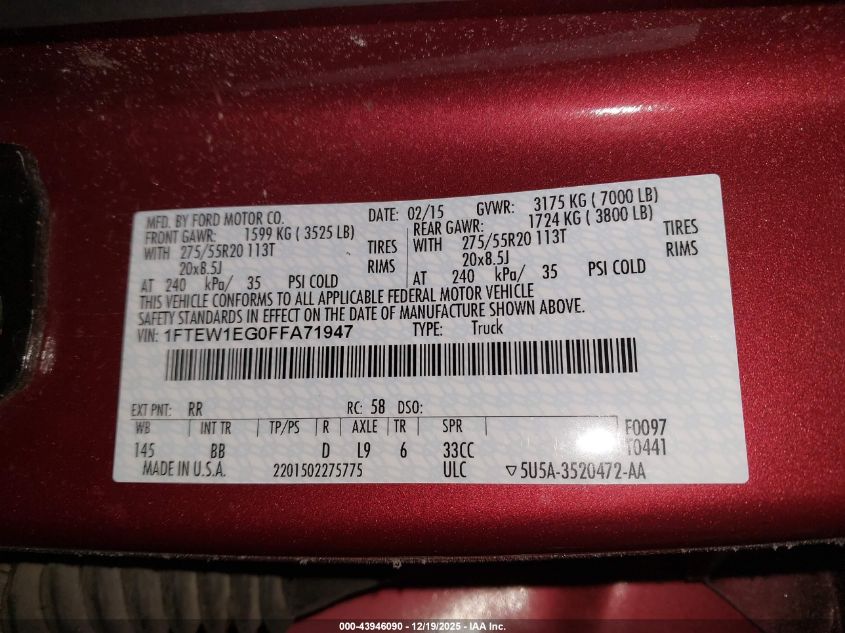 MFD. BY FORD MOTOR CO. DATE: 02/15 GVWR: 3175 KG ( 7000 LB)
FRONT GAWR: 1599 KG ( 3525 LB) REAR GAWR: 1724 KG ( 3800 LB)
WITH 275/55R20 113T TIRES WITH 275/55R20 113T TIRES
20x8.5J RIMS 20x8.5J RIMS
AT 240 kPa/ 35 PSI COLD AT 240 kPa/ 35 PSI COLD
THIS VEHICLE CONFORMS TO ALL APPLICABLE FEDERAL MOTOR VEHICLE
SAFETY STANDARDS IN EFFECT ON THE DATE OF MANUFACTURE SHOWN ABOVE.
VIN: 1FTEW1EG0FFA71947 TYPE: Truck
EXT PNT: RR RC: 58 DSO:
WB INT TR TP/PS R AXLE TR SPR F0097
145 BB D L9 6 33CC T0441
MADE IN U.S.A. 2201502275775 ULC ▽5U5A-3520472-AA
000-43946090 - 12/19/2025 - www.iaai.com